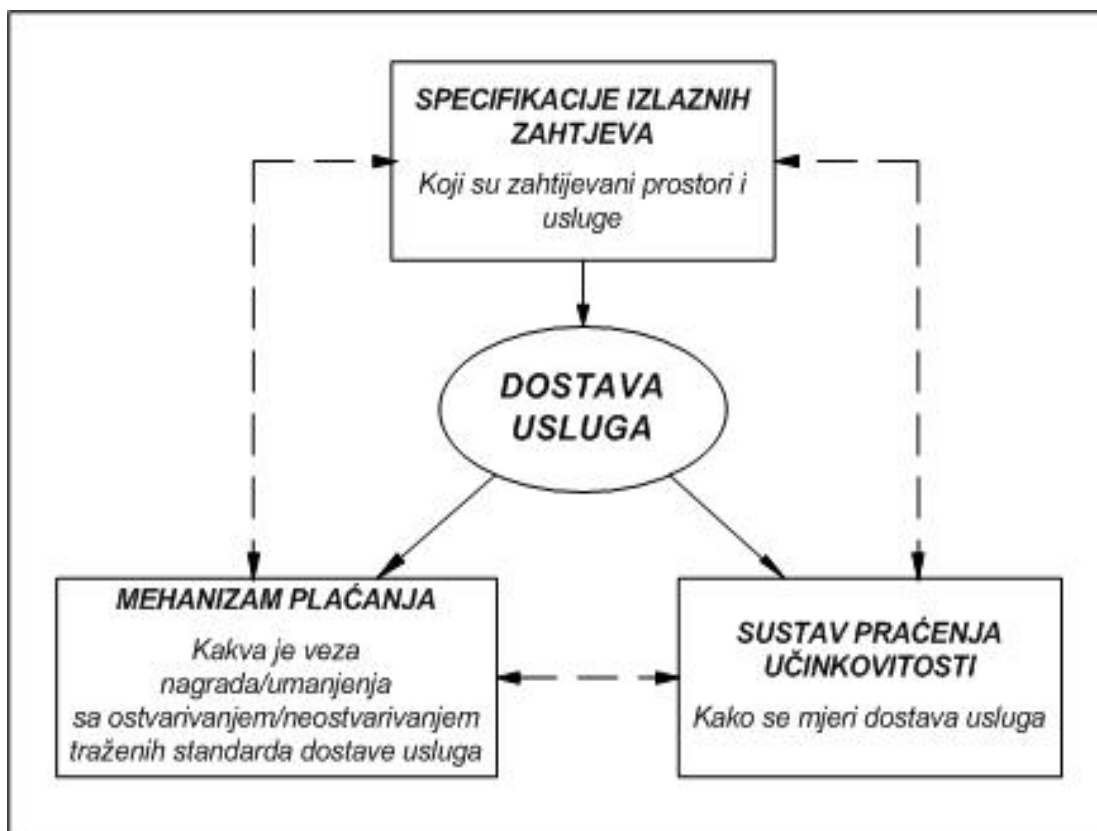 SPECIFIKACIJE IZLAZNIH
ZAHTJEVA
Koji su zahtijevani prostori i
usluge
DOSTAVA
USLUGA
MEHANIZAM PLAĆANJA
Kakva je veza
nagrada/umanjenja
sa ostvarivanjem/neostvarivanjem
traženih standarda dostave usluga
SUSTAV PRAĆENJA
UČINKOVITOSTI
Kako se mjeri dostava usluga